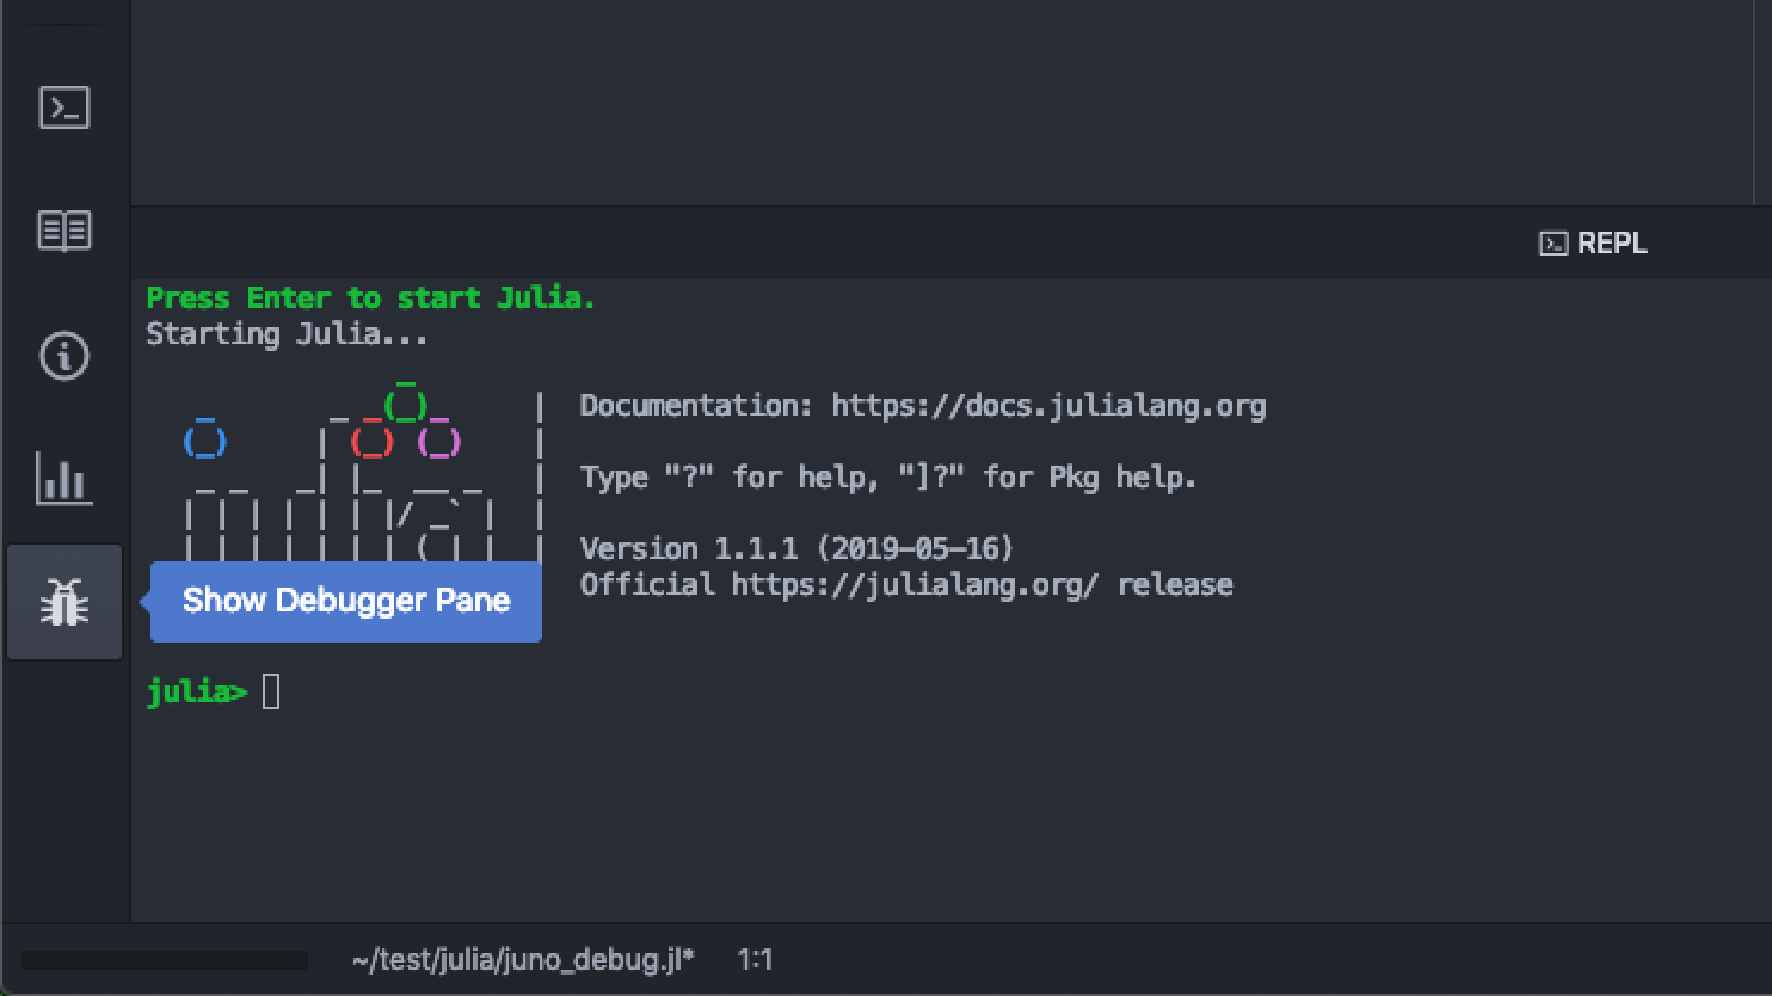 REPL
Press Enter to start Julia.
Starting Julia...
Documentation: https://docs.julialang.org
Type "?" for help, "]?" for Pkg help.
Version 1.1.1 (2019-05-16)
Official https://julialang.org/ release
Show Debugger Pane
julia>
~/test/julia/juno_debug.jl* 1:1